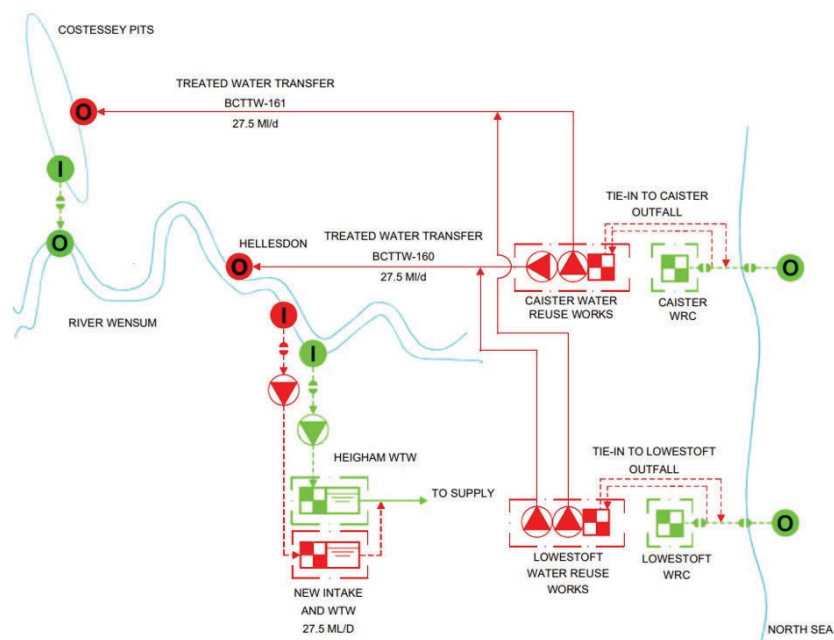 COSTESSEY PITS
TREATED WATER TRANSFER
BCTTW-161
27.5 Ml/d
O
I
TIE-IN TO CAISTER
OUTFALL
O
HELLESDON
TREATED WATER TRANSFER
BCTTW-160
27.5 Ml/d
O
O
RIVER WENSUM
CAISTER WATER
REUSE WORKS
CAISTER
WRC
I
I
HEIGHAM WTW
TO SUPPLY
TIE-IN TO LOWESTOFT
OUTFALL
O
NEW INTAKE
AND WTW
27.5 ML/D
LOWESTOFT
WATER REUSE
WORKS
LOWESTOFT
WRC
NORTH SEA